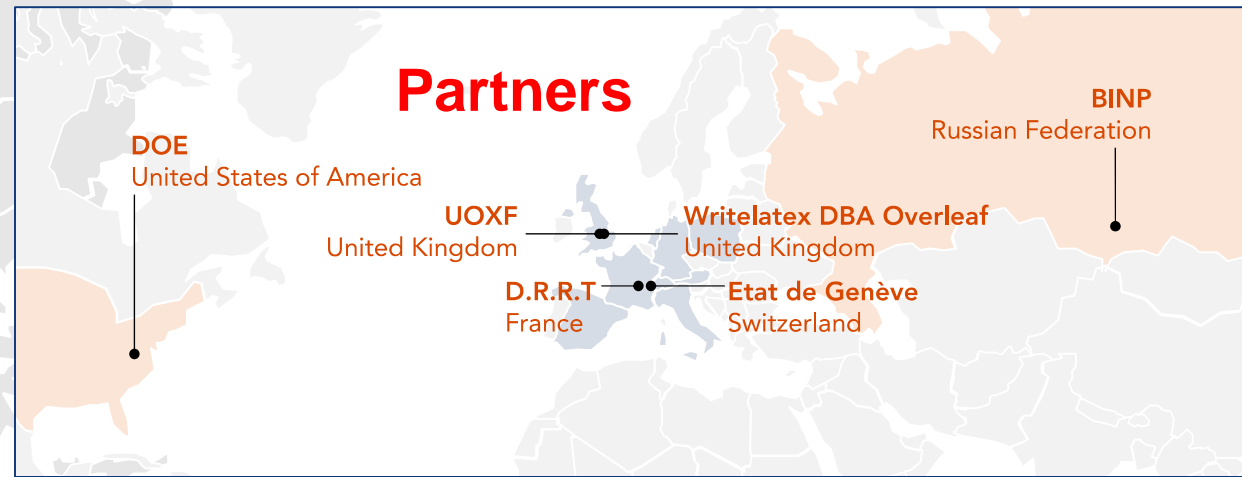 Partners
DOE
United States of America
BINP
Russian Federation
UOXF
United Kingdom
Writelatex DBA Overleaf
United Kingdom
D.R.R.T
France
Etat de Genève
Switzerland